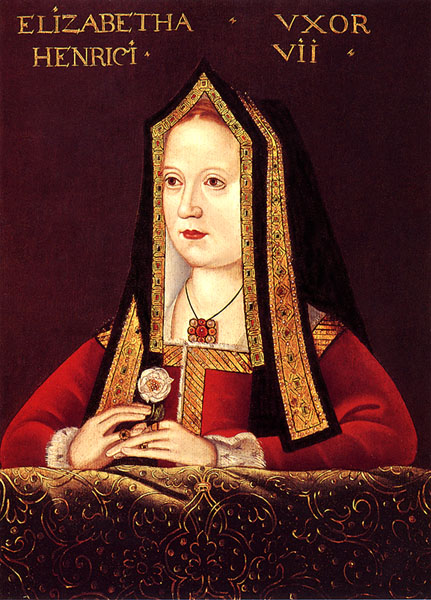 ELIZABETHA · VXOR
HENRICI · VII ·